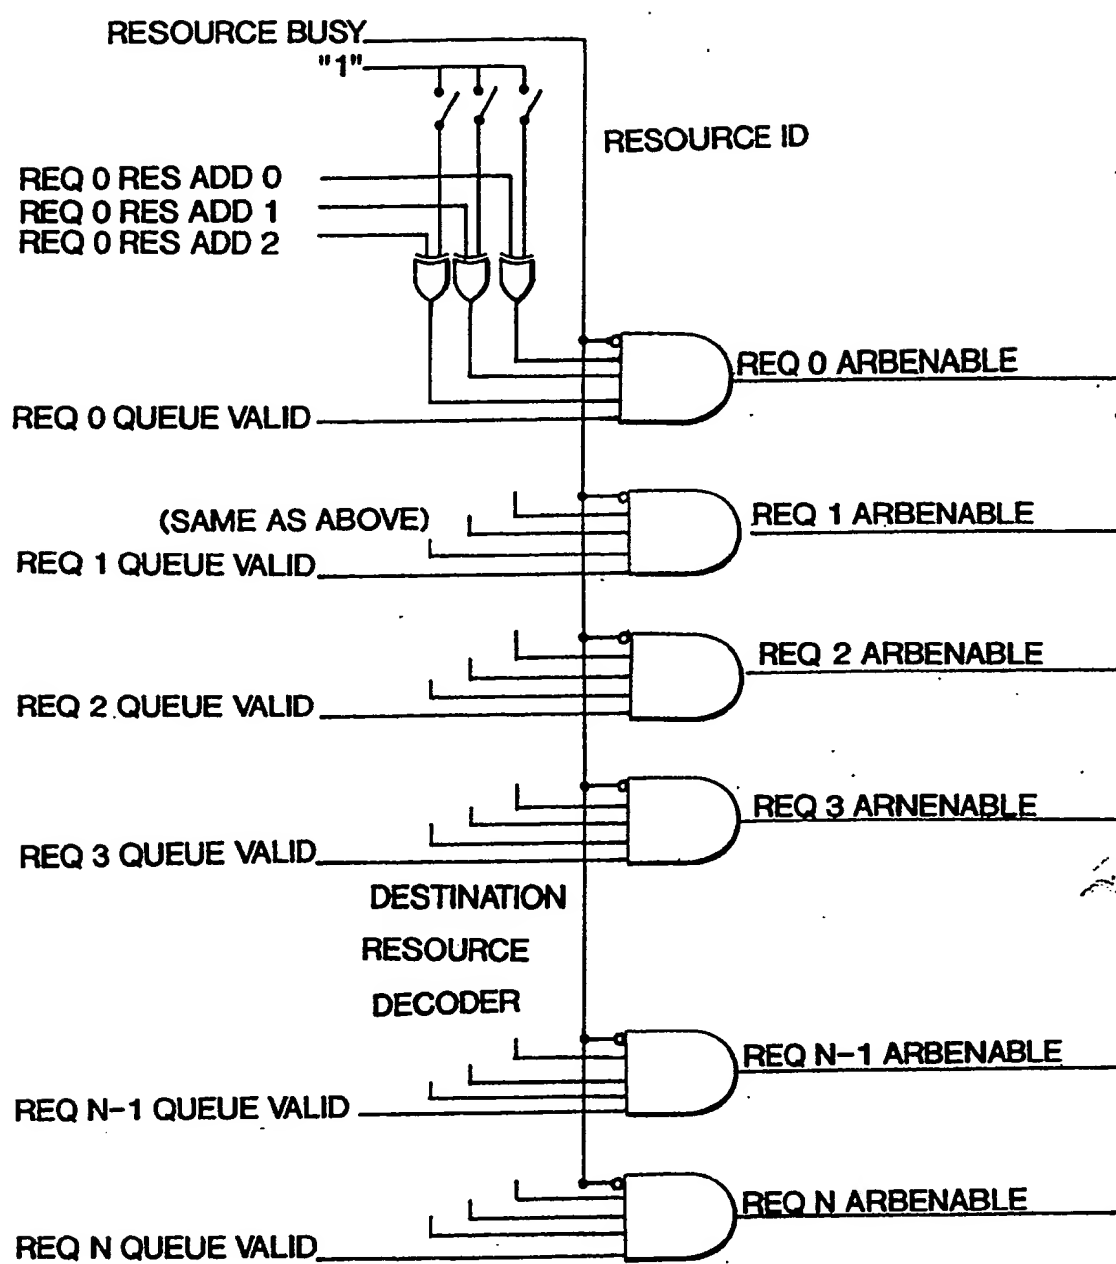 RESOURCE BUSY
"1"
RESOURCE ID
REQ 0 RES ADD 0
REQ 0 RES ADD 1
REQ 0 RES ADD 2
REQ 0 ARBENABLE
REQ 0 QUEUE VALID
REQ 1 ARBENABLE
(SAME AS ABOVE)
REQ 1 QUEUE VALID
REQ 2 ARBENABLE
REQ 2 QUEUE VALID
REQ 3 ARNENABLE
REQ 3 QUEUE VALID
DESTINATION
RESOURCE
DECODER
REQ N-1 ARBENABLE
REQ N-1 QUEUE VALID
REQ N ARBENABLE
REQ N QUEUE VALID